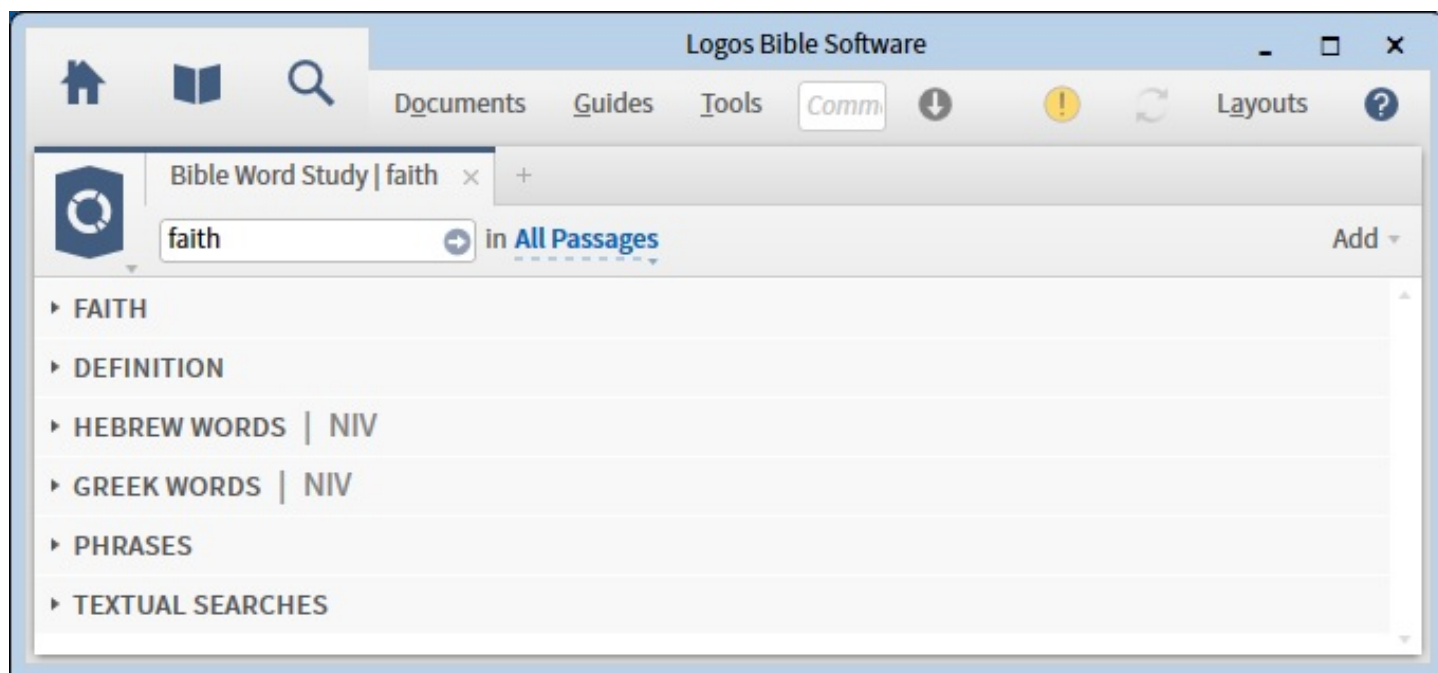 Logos Bible Software
Documents Guides Tools Comm Layouts ?
Bible Word Study | faith × +
faith in All Passages Add
FAITH
DEFINITION
HEBREW WORDS | NIV
GREEK WORDS | NIV
PHRASES
TEXTUAL SEARCHES